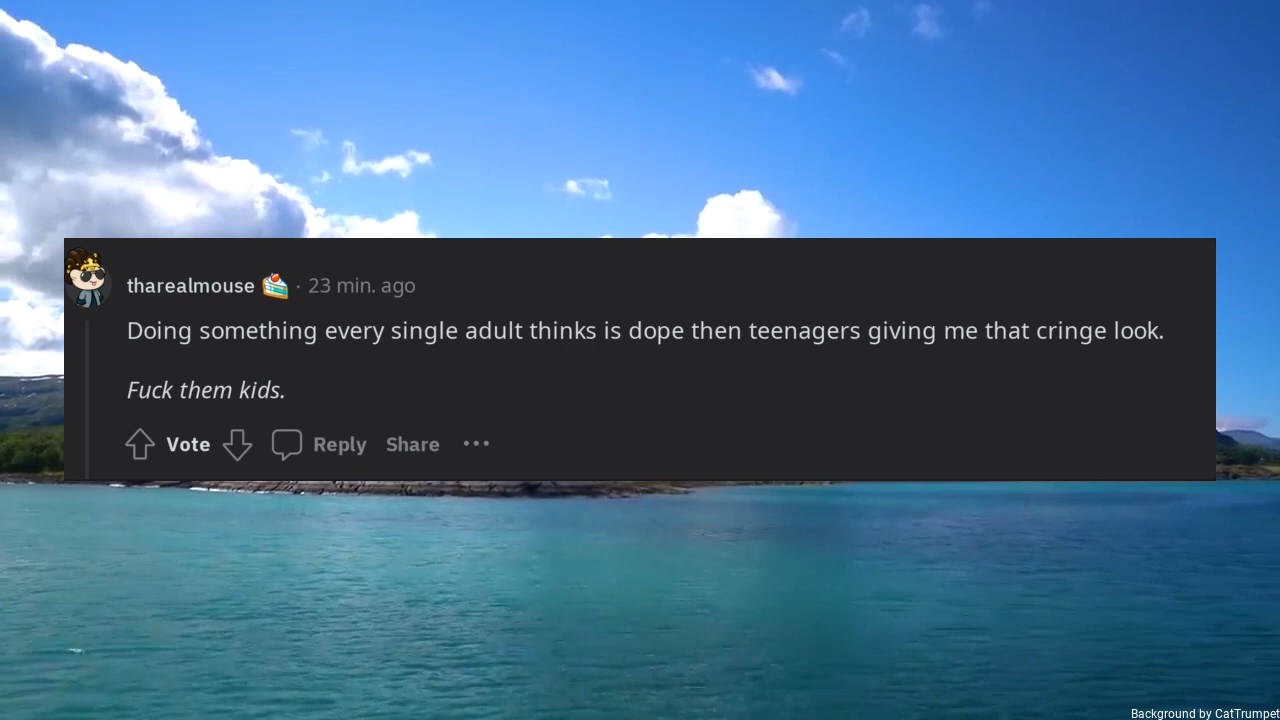 tharealmouse · 23 min. ago
Doing something every single adult thinks is dope then teenagers giving me that cringe look.
Fuck them kids.
Vote Reply Share ...
Background by CatTrumpet